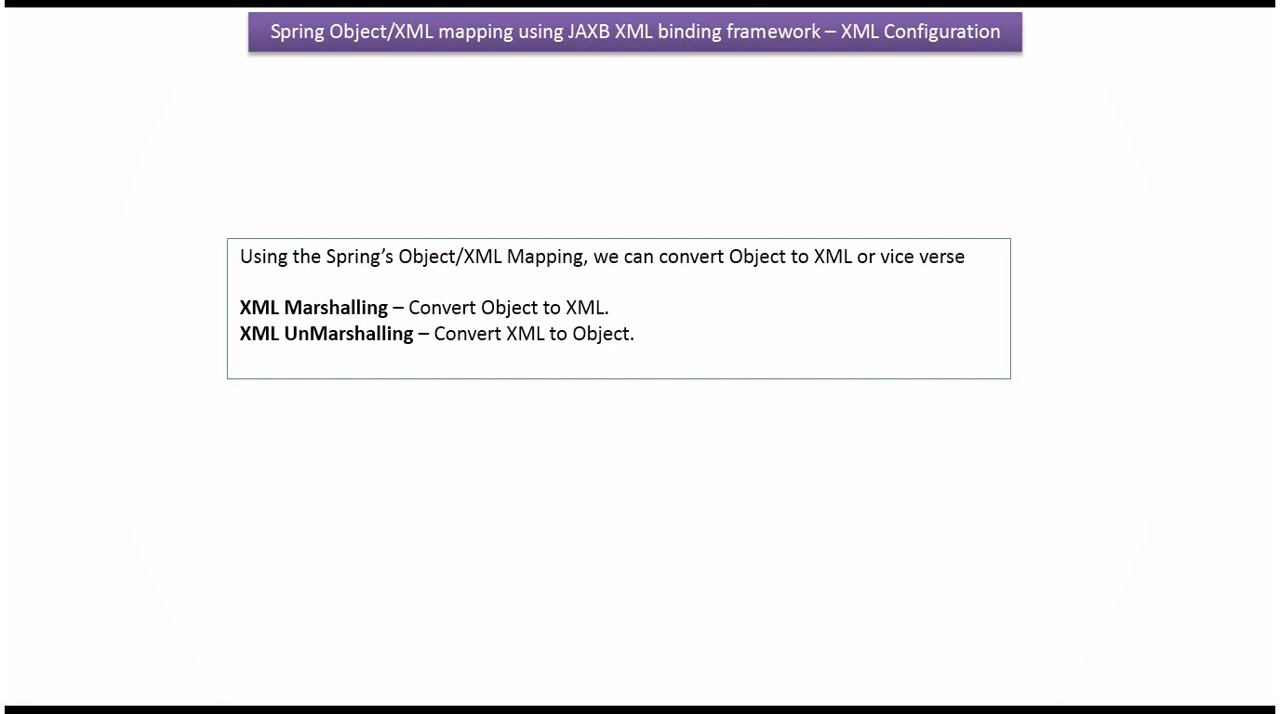 Spring Object/XML mapping using JAXB XML binding framework – XML Configuration
Using the Spring’s Object/XML Mapping, we can convert Object to XML or vice verse
XML Marshalling – Convert Object to XML.
XML UnMarshalling – Convert XML to Object.